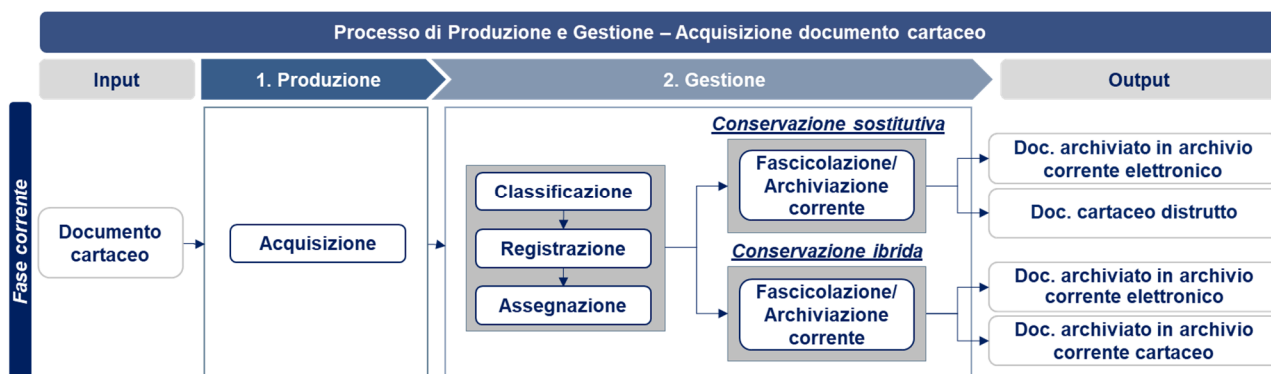 Processo di Produzione e Gestione – Acquisizione documento cartaceo
Input
1. Produzione
2. Gestione
Output
Fase corrente
Documento
cartaceo
Acquisizione
Classificazione
Registrazione
Assegnazione
Conservazione sostitutiva
Fascicolazione/
Archiviazione
corrente
Conservazione ibrida
Fascicolazione/
Archiviazione
corrente
Doc. archiviato in archivio
corrente elettronico
Doc. cartaceo distrutto
Doc. archiviato in archivio
corrente elettronico
Doc. archiviato in archivio
corrente cartaceo